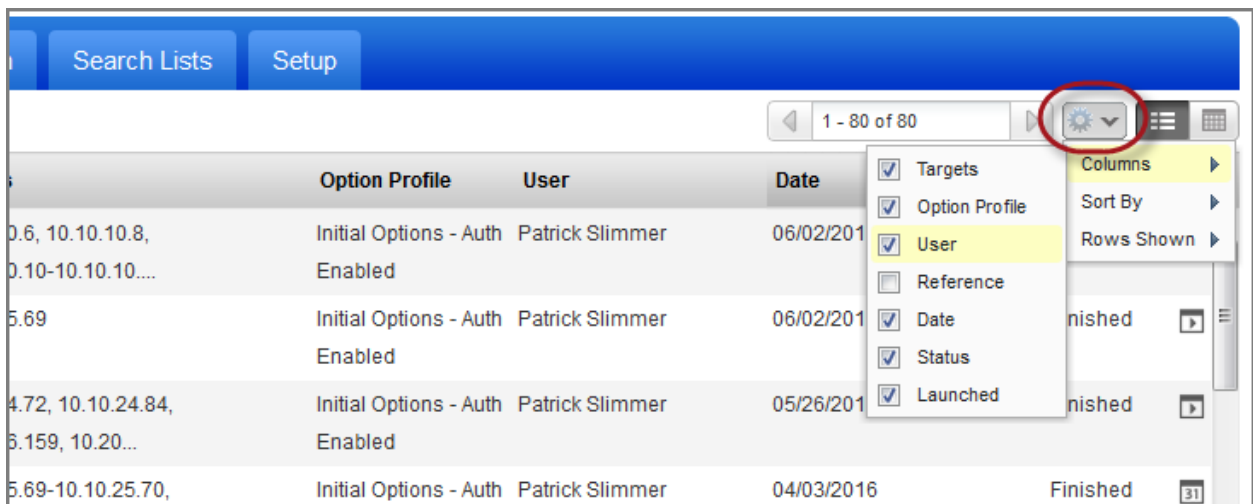 Search Lists Setup
1 - 80 of 80
Option Profile User Date
Targets
Option Profile
User
Reference
Date
Status
Launched
Columns
Sort By
Rows Shown
0.6, 10.10.10.8, Initial Options - Auth Patrick Slimmer 06/02/201
0.10-10.10.10.... Enabled
5.69 Initial Options - Auth Patrick Slimmer 06/02/201 nished
Enabled
4.72, 10.10.24.84, Initial Options - Auth Patrick Slimmer 05/26/201 nished
6.159, 10.20... Enabled
5.69-10.10.25.70, Initial Options - Auth Patrick Slimmer 04/03/2016 Finished 31